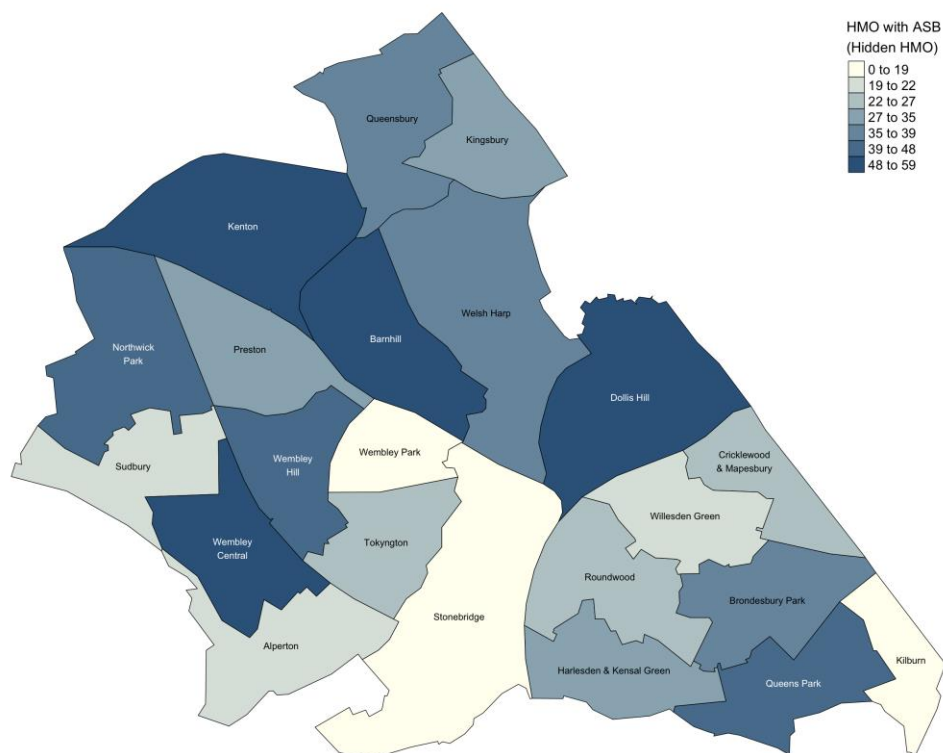 HMO with ASB
(Hidden HMO)
0 to 19
19 to 22
22 to 27
27 to 35
35 to 39
39 to 48
48 to 59
Queensbury
Kingsbury
Kenton
Welsh Harp
Barnhill
Northwick
Park
Preston
Dollis Hill
Wembley Park
Cricklewood
& Mapesbury
Sudbury
Wembley
Hill
Willesden Green
Wembley
Central
Tokyngton
Roundwood
Brondesbury Park
Stonebridge
Alperton
Kilburn
Harlesden & Kensal Green
Queens Park